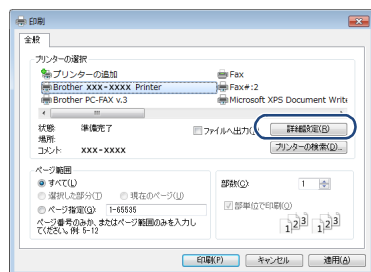 印刷
全般
プリンターの選択
プリンターの追加
Fax
Brother XXX-XXXX Printer
Fax#:2
Brother PC-FAX v.3
Microsoft XPS Document Write
状態: 準備完了
ファイルへ出力(F)
詳細設定(R)
場所:
コメント: XXX-XXXX
プリンターの検索(D)...
ページ範囲
すべて(L)
部数(C): 1
選択した部分(T)
現在のページ(U)
ページ指定(G): 1-65535
部単位で印刷(O)
ページ番号のみか、またはページ範囲のみを入力し
てください。例: 5-12
1 2 3 1 2 3
印刷(P)
キャンセル
適用(A)